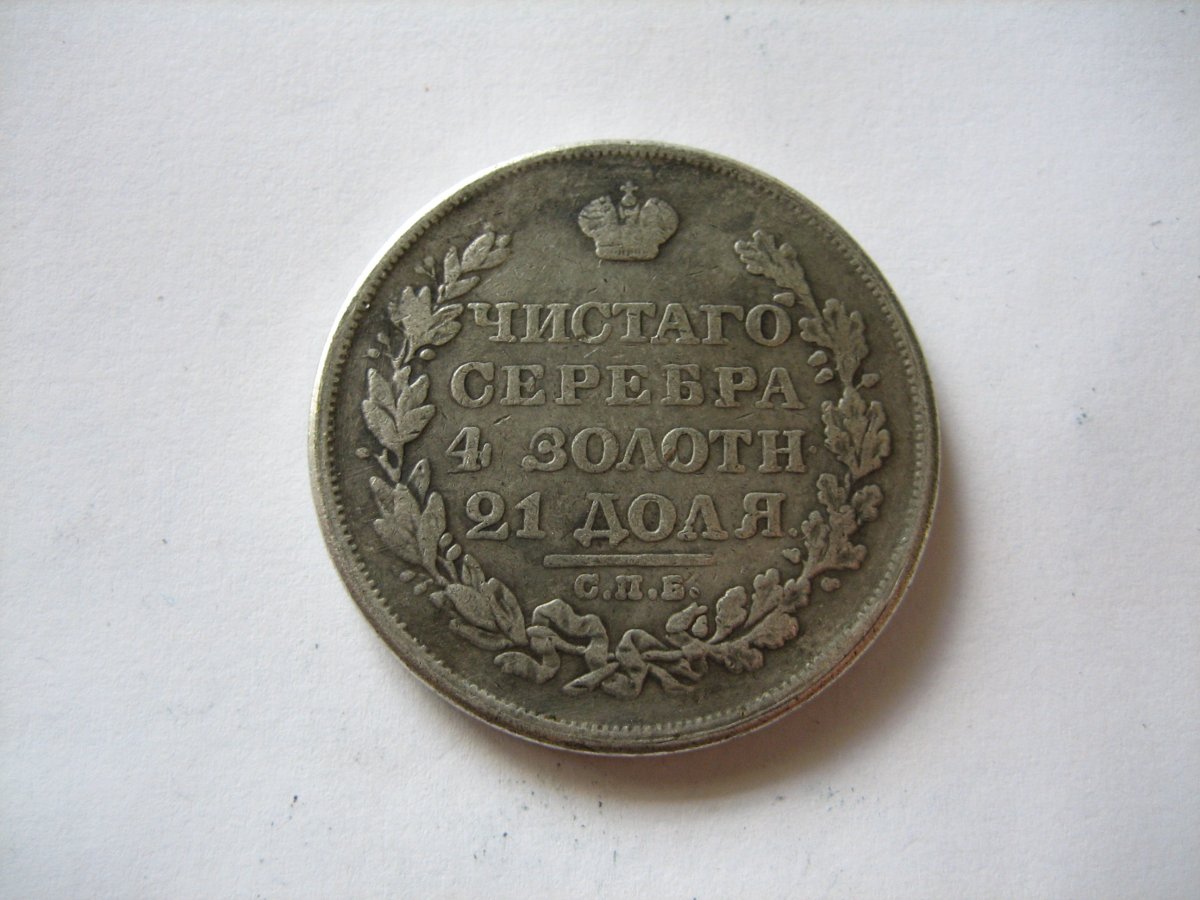 ЧИСТАГО
СЕРЕБРА
4 ЗОЛОТН·
21 ДОЛЯ.
С.П.Б.